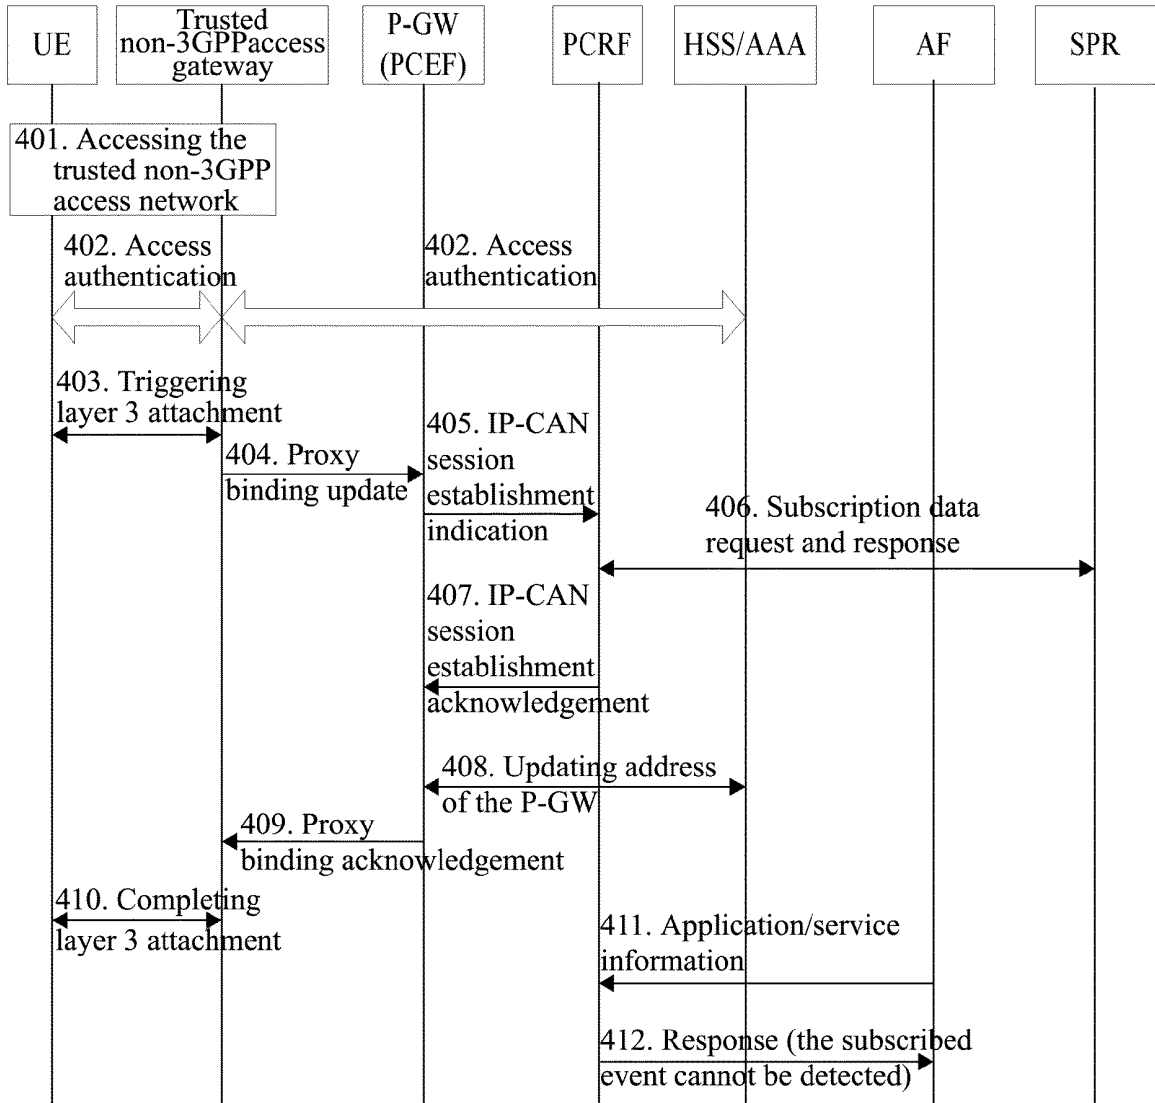 UE
Trusted
non-3GPPaccess
gateway
P-GW
(PCEF)
PCRF
HSS/AAA
AF
SPR
401. Accessing the
trusted non-3GPP
access network
402. Access
authentication
402. Access
authentication
403. Triggering
layer 3 attachment
404. Proxy
binding update
405. IP-CAN
session
establishment
indication
406. Subscription data
request and response
407. IP-CAN
session
establishment
acknowledgement
408. Updating address
of the P-GW
409. Proxy
binding acknowledgement
410. Completing
layer 3 attachment
411. Application/service
information
412. Response (the subscribed
event cannot be detected)